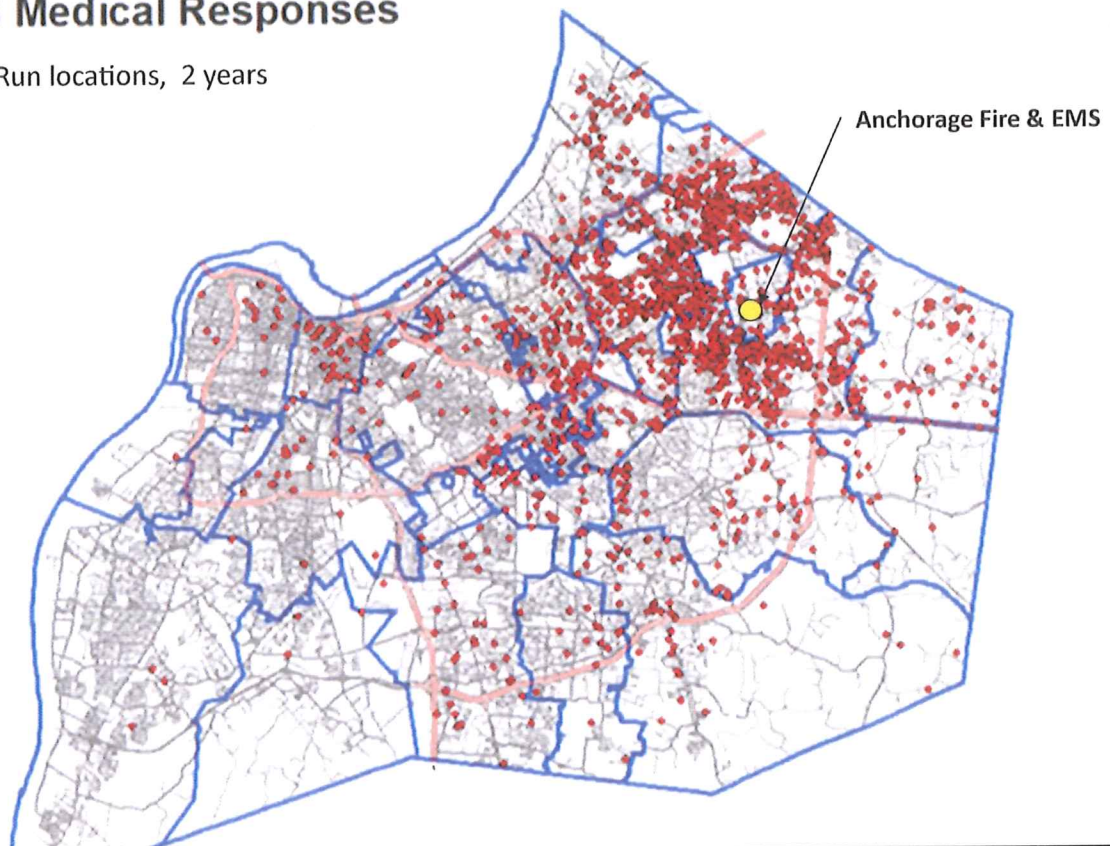 Medical Responses
Run locations, 2 years
Anchorage Fire & EMS